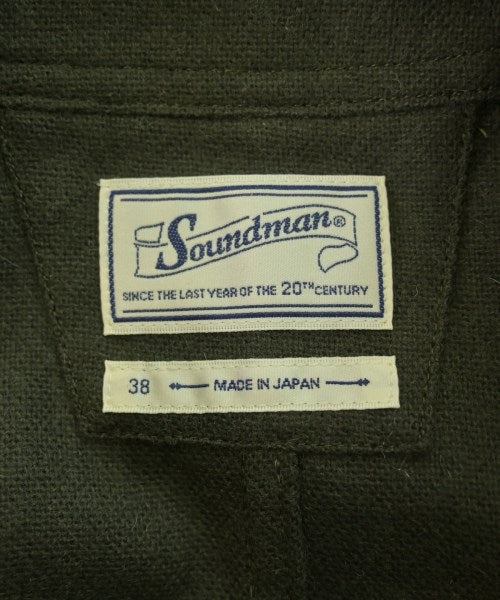 Soundman®
SINCE THE LAST YEAR OF THE 20TH CENTURY
38 MADE IN JAPAN